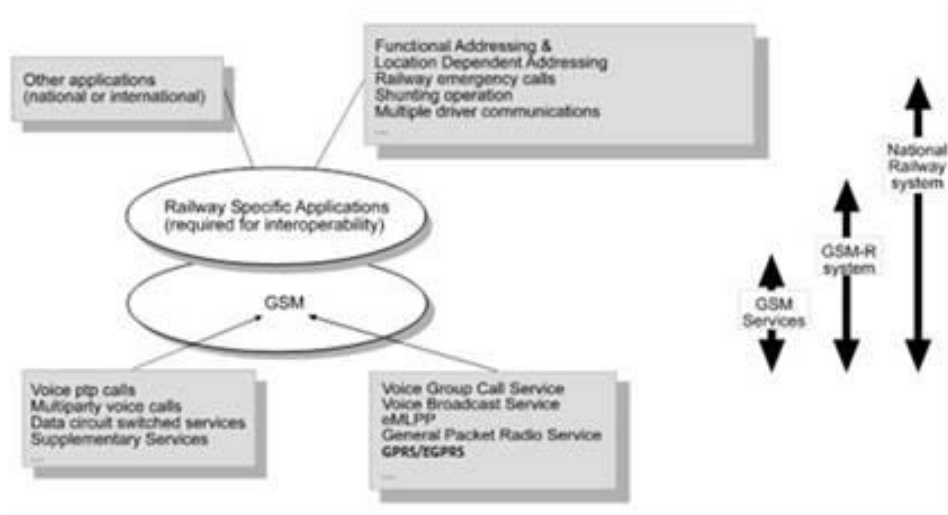 Other applications
(national or international)
Functional Addressing &
Location Dependent Addressing
Railway emergency calls
Shunting operation
Multiple driver communications
...
Railway Specific Applications
(required for interoperability)
GSM
Voice ptp calls
Multiparty voice calls
Data circuit switched services
Supplementary Services
...
Voice Group Call Service
Voice Broadcast Service
eMLPP
General Packet Radio Service
GPRS/EGPRS
...
GSM
Services
GSM-R
system
National
Railway
system